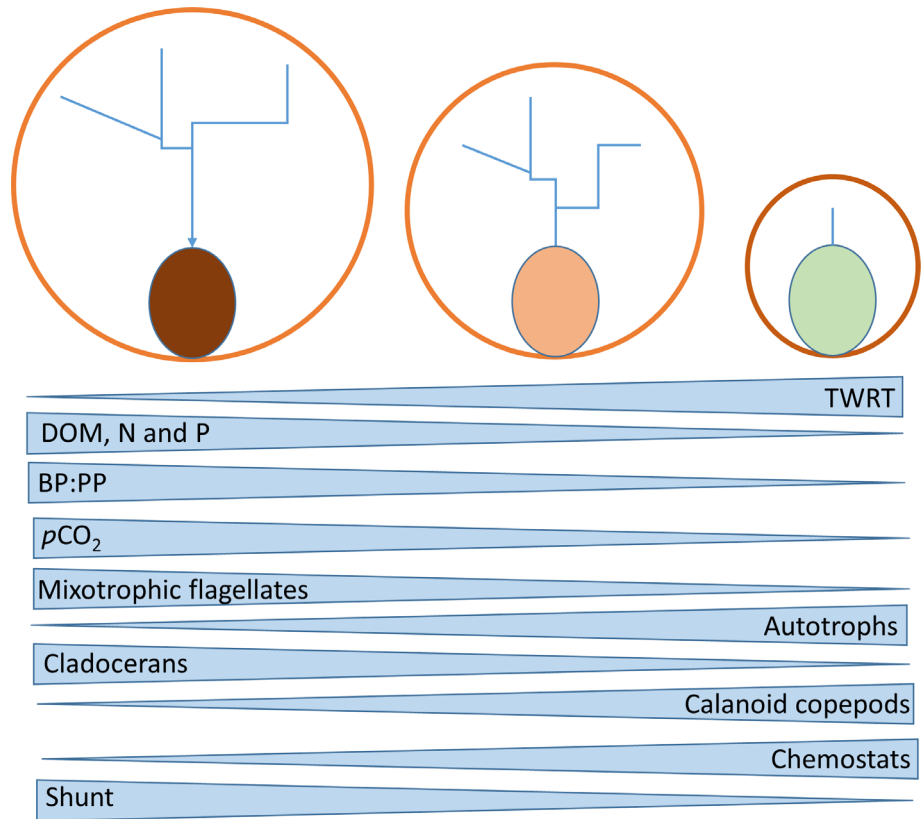 TWRT
DOM, N and P
BP:PP
pCO₂
Mixotrophic flagellates
Autotrophs
Cladocerans
Calanoid copepods
Chemostats
Shunt